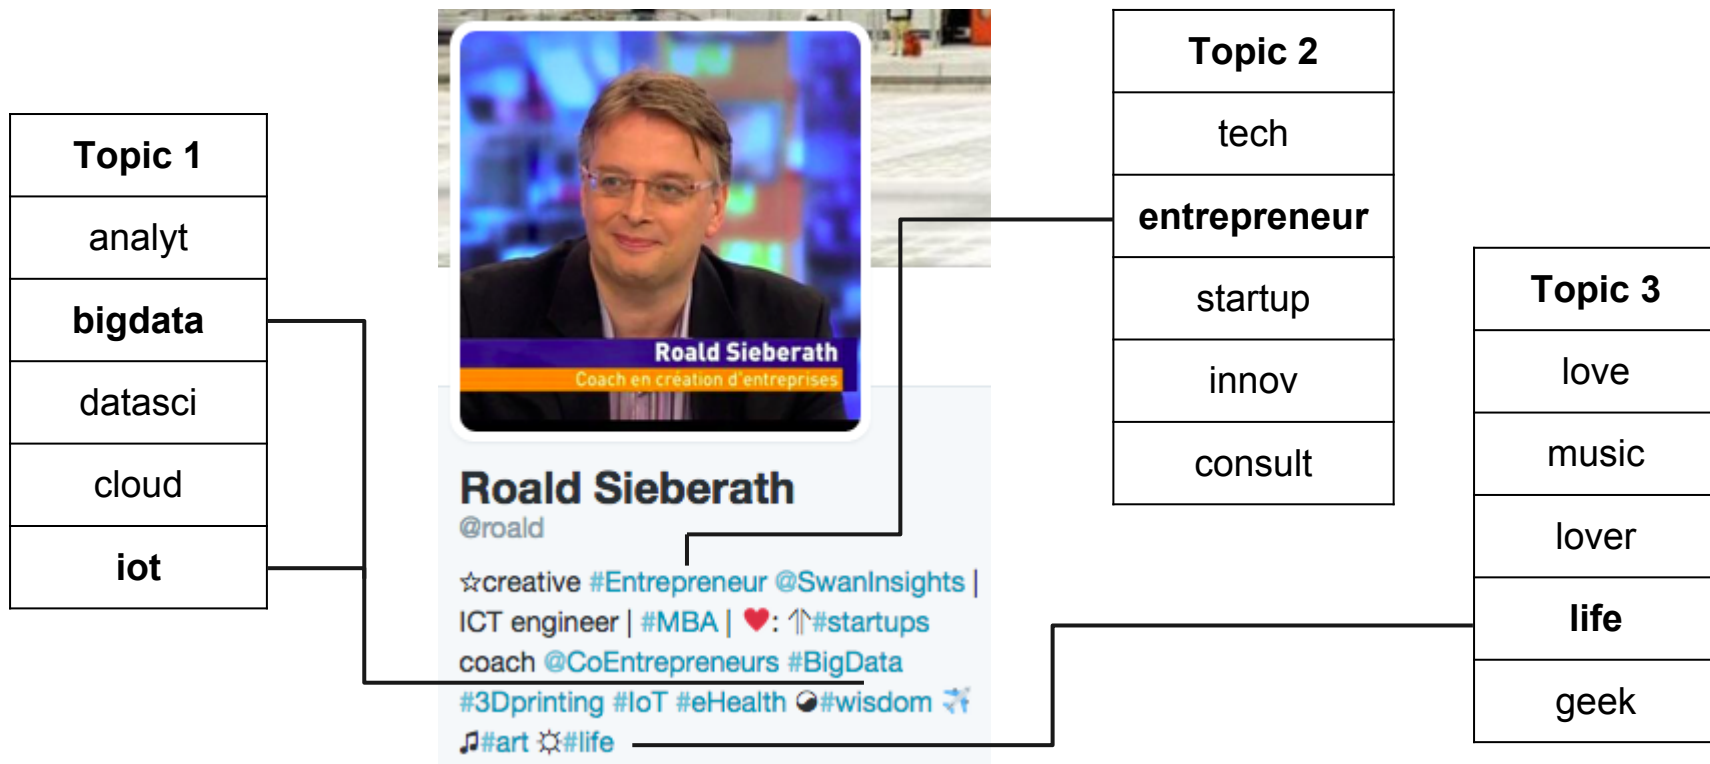 Topic 1
analyt
bigdata
datasci
cloud
iot
Roald Sieberath
Coach en création d'entreprises
Roald Sieberath
@roald
☆creative #Entrepreneur @SwanInsights |
ICT engineer | #MBA | ♥: ⇑#startups
coach @CoEntrepreneurs #BigData
#3Dprinting #IoT #eHealth #wisdom
♫#art ☼#life
Topic 2
tech
entrepreneur
startup
innov
consult
Topic 3
love
music
lover
life
geek